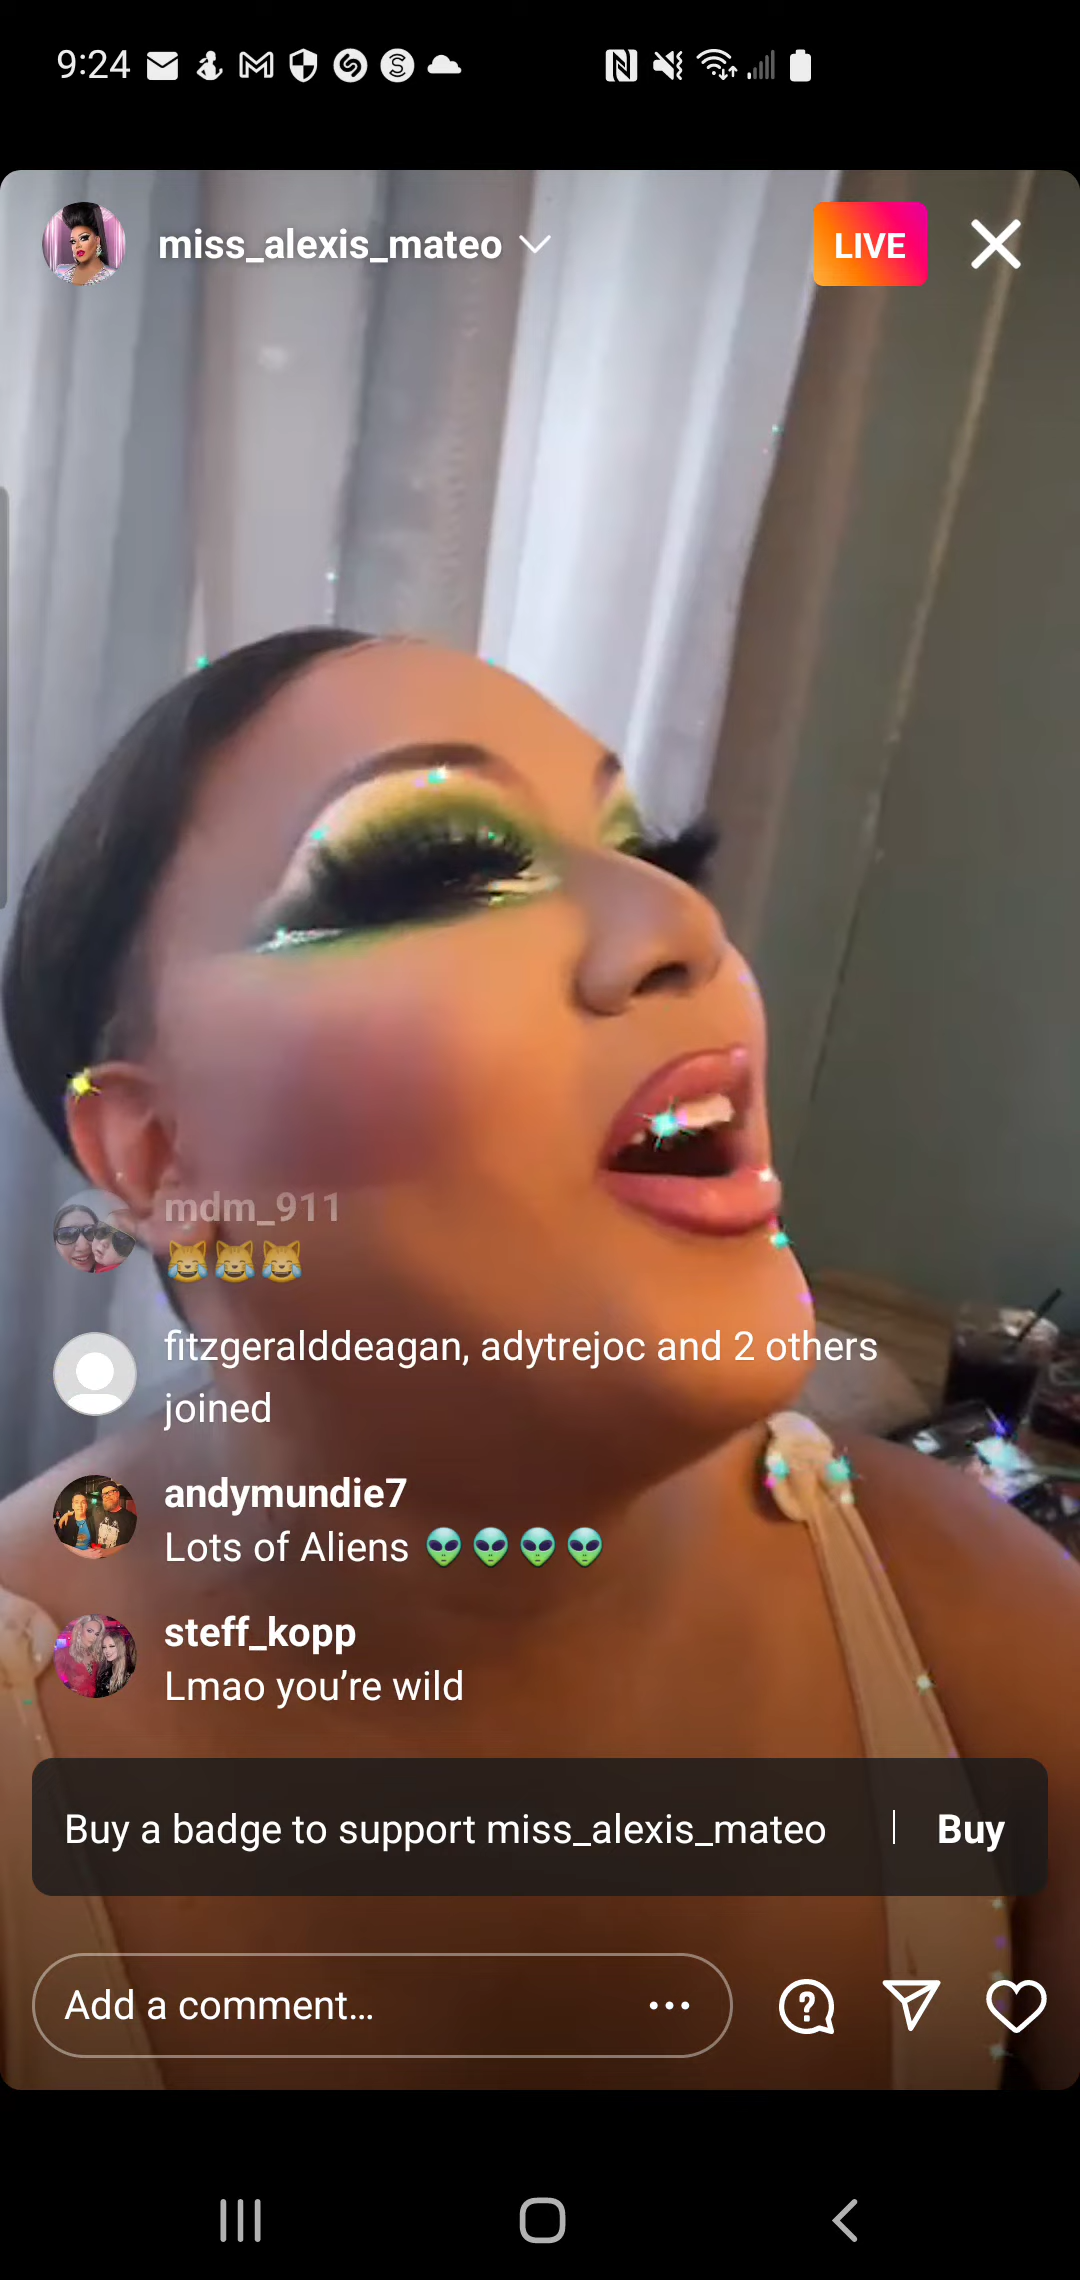 9:24
miss_alexis_mateo
LIVE
mdm_911
😹😹😹
fitzgeralddeagan, adytrejoc and 2 others
joined
andymundie7
Lots of Aliens 👽👽👽👽
steff_kopp
Lmao you’re wild
Buy a badge to support miss_alexis_mateo | Buy
Add a comment...